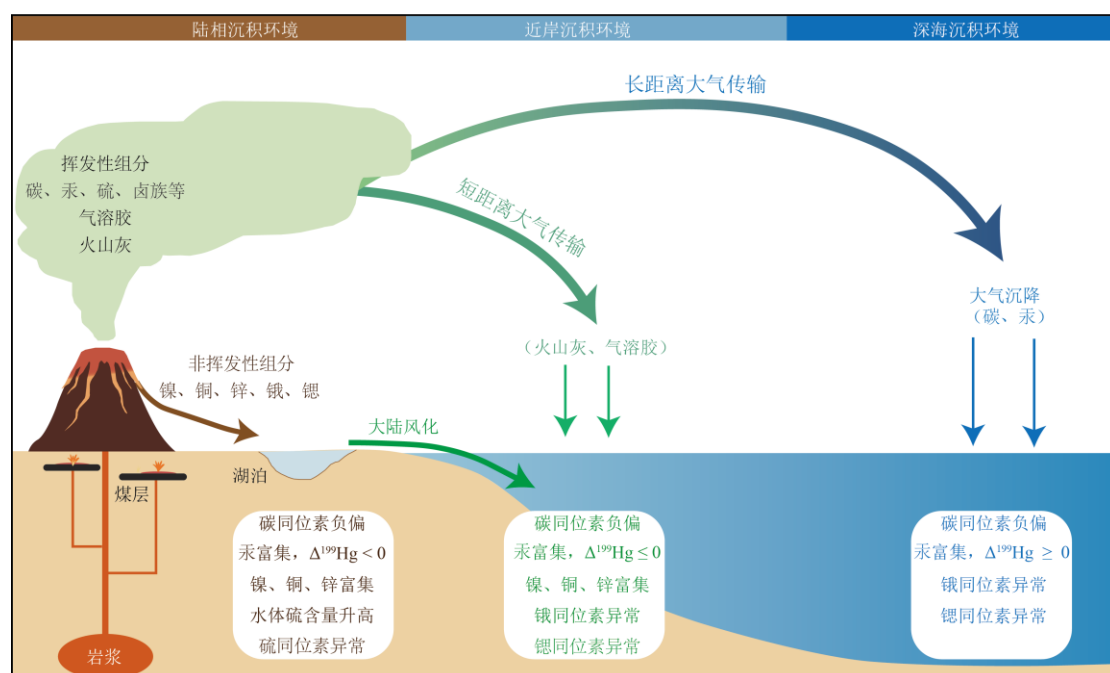 陆相沉积环境
近岸沉积环境
深海沉积环境
长距离大气传输
挥发性组分
碳、汞、硫、卤族等
气溶胶
火山灰
短距离大气传输
大气沉降
（碳、汞）
（火山灰、气溶胶）
非挥发性组分
镍、铜、锌、锇、锶
大陆风化
湖泊
煤层
岩浆
碳同位素负偏
汞富集，Δ¹⁹⁹Hg < 0
镍、铜、锌富集
水体硫含量升高
硫同位素异常
碳同位素负偏
汞富集，Δ¹⁹⁹Hg ≤ 0
镍、铜、锌富集
锇同位素异常
锶同位素异常
碳同位素负偏
汞富集，Δ¹⁹⁹Hg ≥ 0
锇同位素异常
锶同位素异常